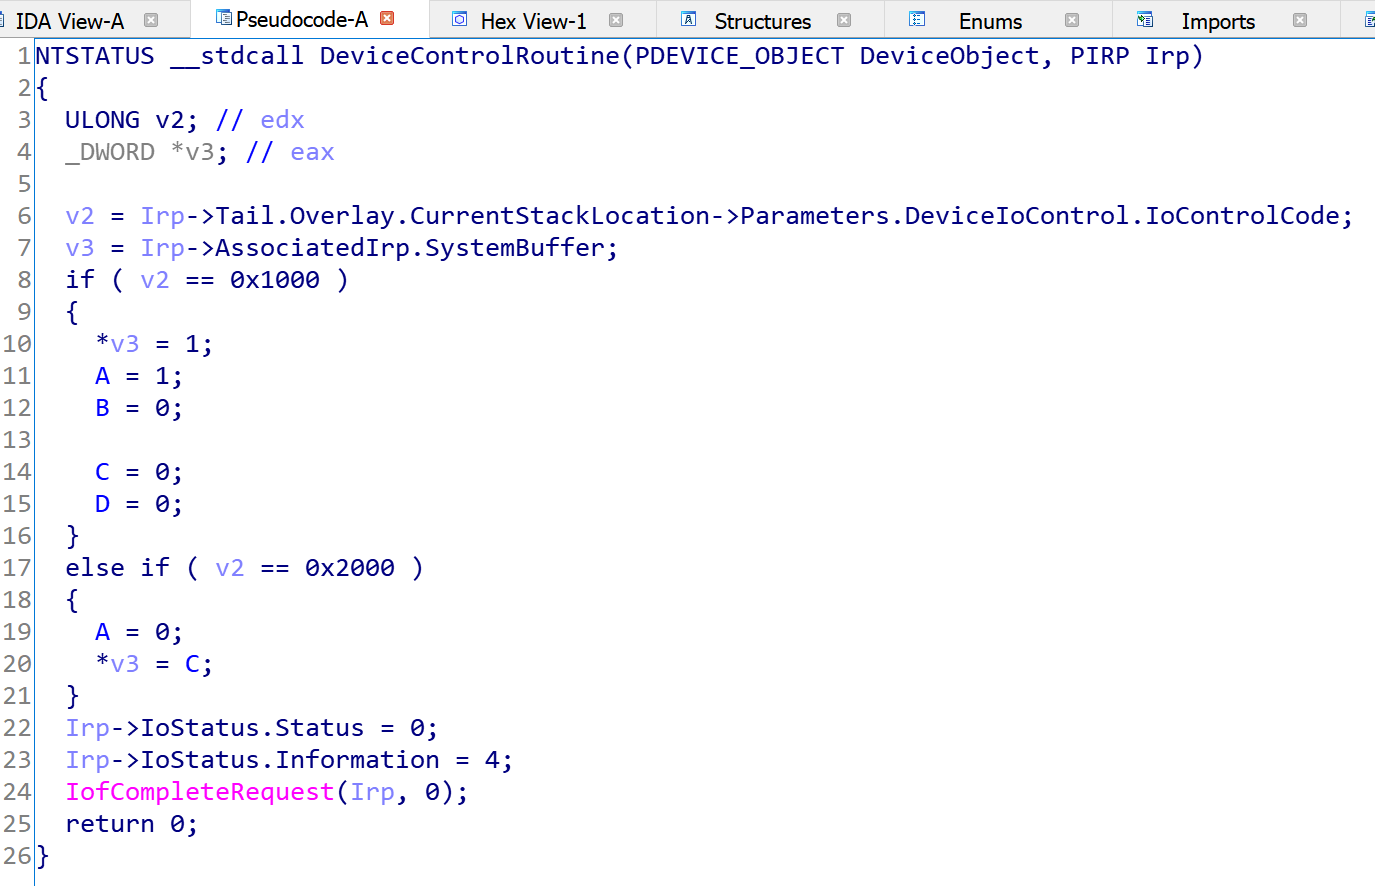 IDA View-A Pseudocode-A Hex View-1 Structures Enums Imports
1 NTSTATUS __stdcall DeviceControlRoutine(PDEVICE_OBJECT DeviceObject, PIRP Irp)
2 {
3   ULONG v2; // edx
4   _DWORD *v3; // eax
5
6   v2 = Irp->Tail.Overlay.CurrentStackLocation->Parameters.DeviceIoControl.IoControlCode;
7   v3 = Irp->AssociatedIrp.SystemBuffer;
8   if ( v2 == 0x1000 )
9   {
10     *v3 = 1;
11     A = 1;
12     B = 0;
13
14     C = 0;
15     D = 0;
16   }
17   else if ( v2 == 0x2000 )
18   {
19     A = 0;
20     *v3 = C;
21   }
22   Irp->IoStatus.Status = 0;
23   Irp->IoStatus.Information = 4;
24   IofCompleteRequest(Irp, 0);
25   return 0;
26 }